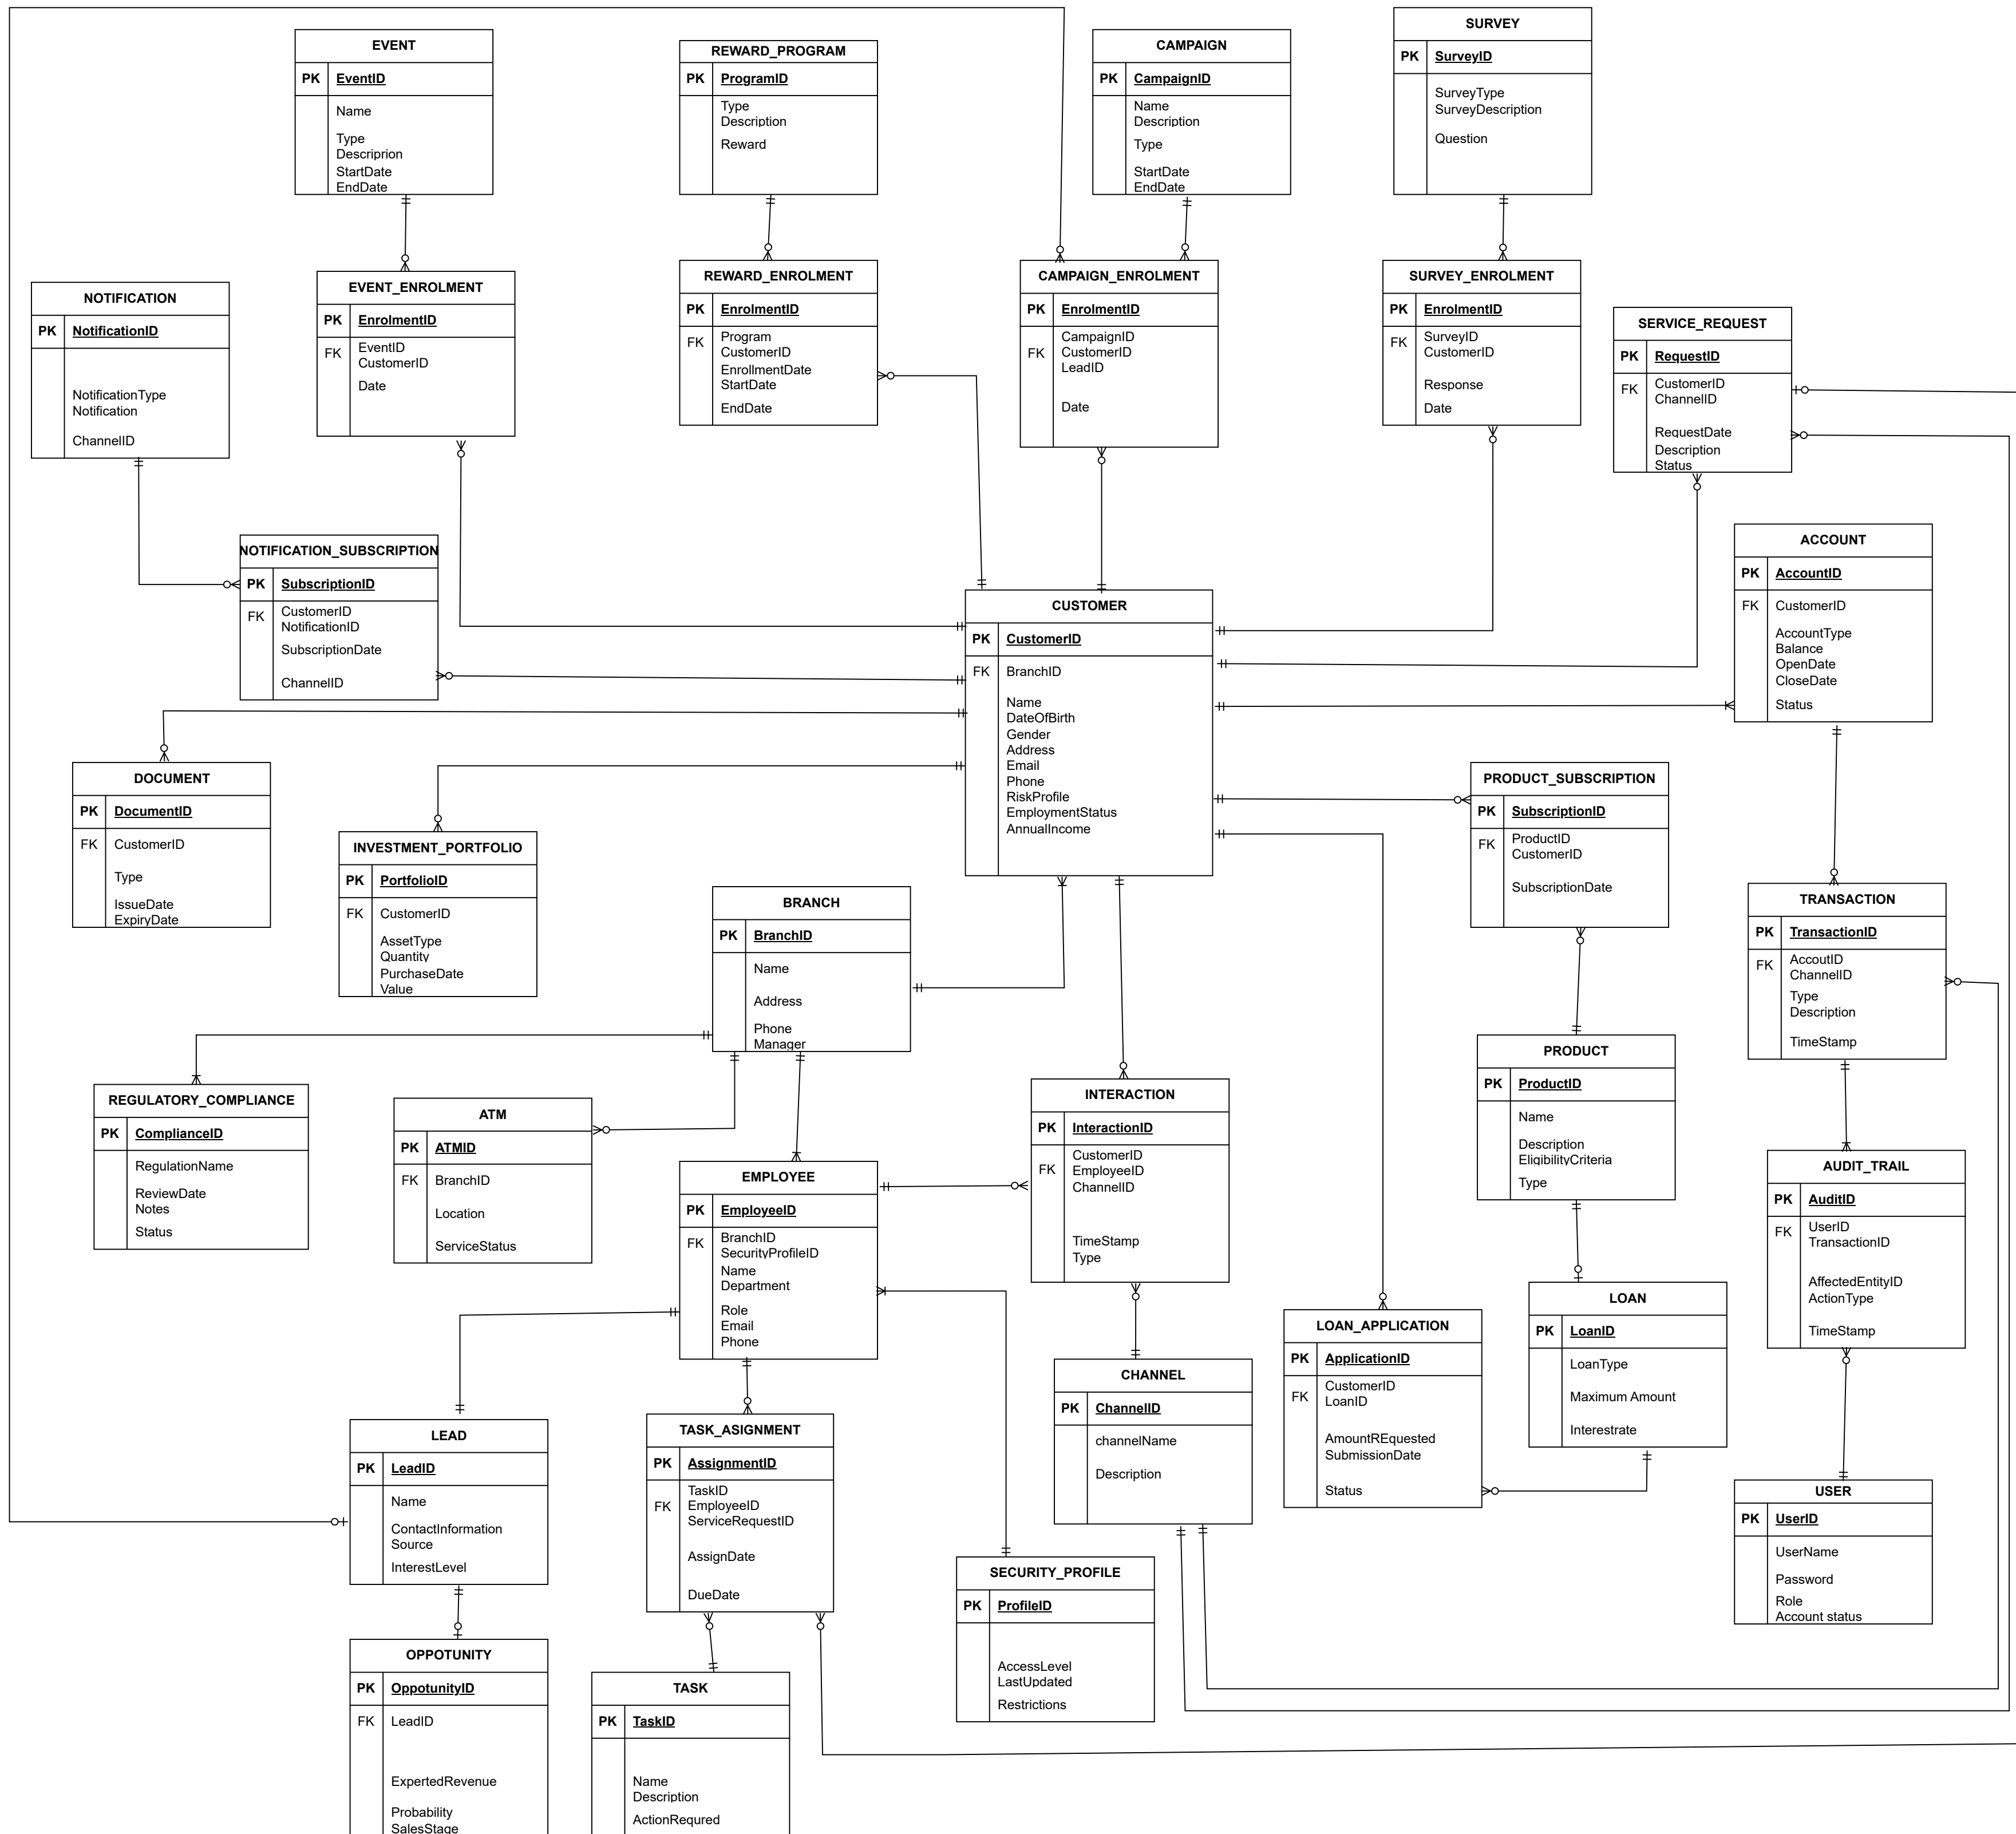 EVENT
PK EventID
Name
Type
Descriprion
StartDate
EndDate
REWARD_PROGRAM
PK ProgramID
Type
Description
Reward
CAMPAIGN
PK CampaignID
Name
Description
Type
StartDate
EndDate
SURVEY
PK SurveyID
SurveyType
SurveyDescription
Question
NOTIFICATION
PK NotificationID
NotificationType
Notification
ChannelID
EVENT_ENROLMENT
PK EnrolmentID
FK EventID
CustomerID
Date
REWARD_ENROLMENT
PK EnrolmentID
FK Program
CustomerID
EnrollmentDate
StartDate
EndDate
CAMPAIGN_ENROLMENT
PK EnrolmentID
CampaignID
FK CustomerID
LeadID
Date
SURVEY_ENROLMENT
PK EnrolmentID
FK SurveyID
CustomerID
Response
Date
SERVICE_REQUEST
PK RequestID
FK CustomerID
ChannelID
RequestDate
Description
Status
NOTIFICATION_SUBSCRIPTION
PK SubscriptionID
FK CustomerID
NotificationID
SubscriptionDate
ChannelID
CUSTOMER
PK CustomerID
FK BranchID
Name
DateOfBirth
Gender
Address
Email
Phone
RiskProfile
EmploymentStatus
AnnualIncome
ACCOUNT
PK AccountID
FK CustomerID
AccountType
Balance
OpenDate
CloseDate
Status
DOCUMENT
PK DocumentID
FK CustomerID
Type
IssueDate
ExpiryDate
INVESTMENT_PORTFOLIO
PK PortfolioID
FK CustomerID
AssetType
Quantity
PurchaseDate
Value
BRANCH
PK BranchID
Name
Address
Phone
Manager
PRODUCT_SUBSCRIPTION
PK SubscriptionID
FK ProductID
CustomerID
SubscriptionDate
TRANSACTION
PK TransactionID
FK AccoutID
ChannelID
Type
Description
TimeStamp
REGULATORY_COMPLIANCE
PK ComplianceID
RegulationName
ReviewDate
Notes
Status
ATM
PK ATMID
FK BranchID
Location
ServiceStatus
EMPLOYEE
PK EmployeeID
FK BranchID
SecurityProfileID
Name
Department
Role
Email
Phone
INTERACTION
PK InteractionID
CustomerID
FK EmployeeID
ChannelID
TimeStamp
Type
PRODUCT
PK ProductID
Name
Description
EligibilityCriteria
Type
AUDIT_TRAIL
PK AuditID
FK UserID
TransactionID
AffectedEntityID
ActionType
TimeStamp
LOAN_APPLICATION
PK ApplicationID
FK CustomerID
LoanID
AmountREquested
SubmissionDate
Status
LOAN
PK LoanID
LoanType
Maximum Amount
Interestrate
CHANNEL
PK ChannelID
channelName
Description
LEAD
PK LeadID
Name
ContactInformation
Source
InterestLevel
TASK_ASIGNMENT
PK AssignmentID
TaskID
FK EmployeeID
ServiceRequestID
AssignDate
DueDate
USER
PK UserID
UserName
Password
Role
Account status
SECURITY_PROFILE
PK ProfileID
AccessLevel
LastUpdated
Restrictions
OPPOTUNITY
PK OppotunityID
FK LeadID
ExpertedRevenue
Probability
SalesStage
TASK
PK TaskID
Name
Description
ActionRequred